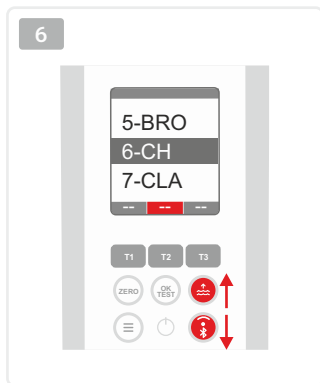 6
5-BRO
6-CH
7-CLA
-- -- --
T1 T2 T3
ZERO OK TEST